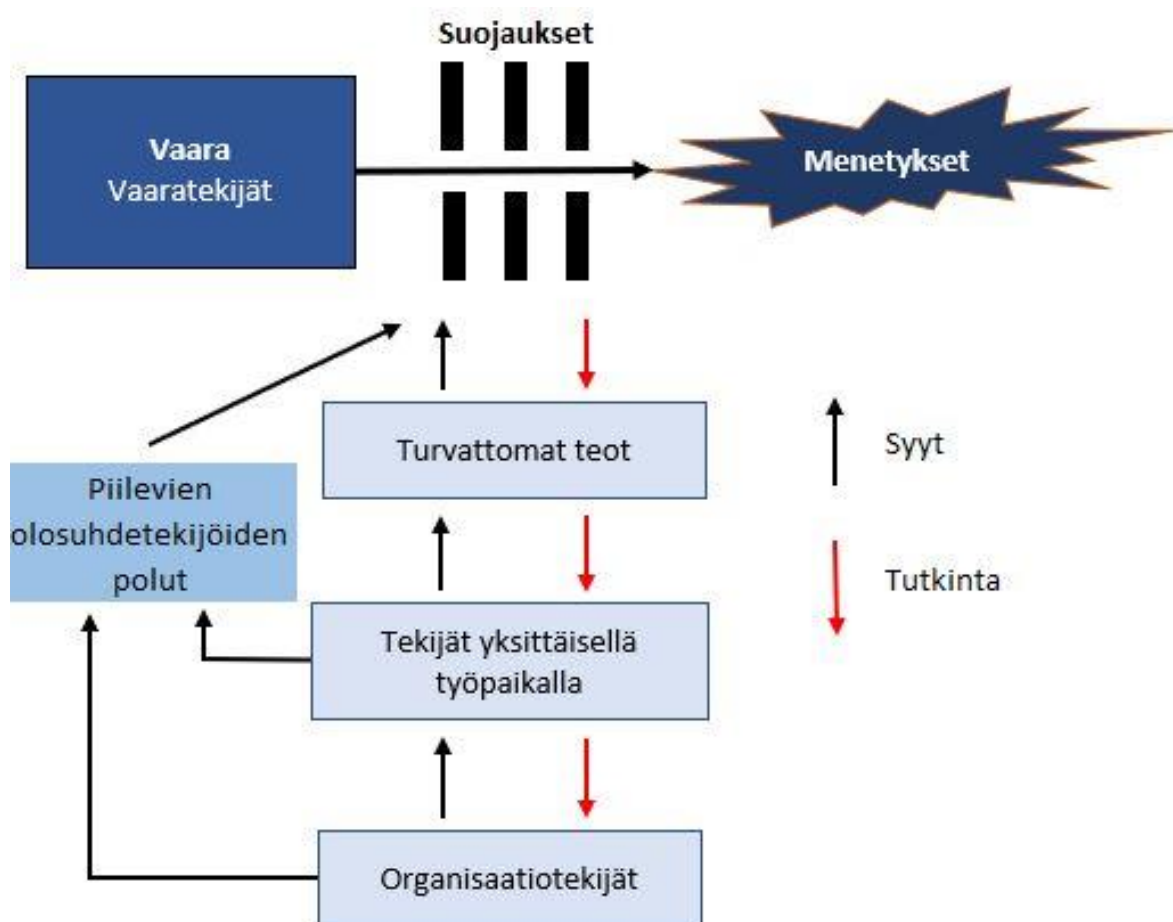 Suojaukset
Vaara
Vaaratekijät
Menetykset
Turvattomat teot
Piilevien
olosuhdetekijöiden
polut
Syyt
Tutkinta
Tekijät yksittäisellä
työpaikalla
Organisaatiotekijät